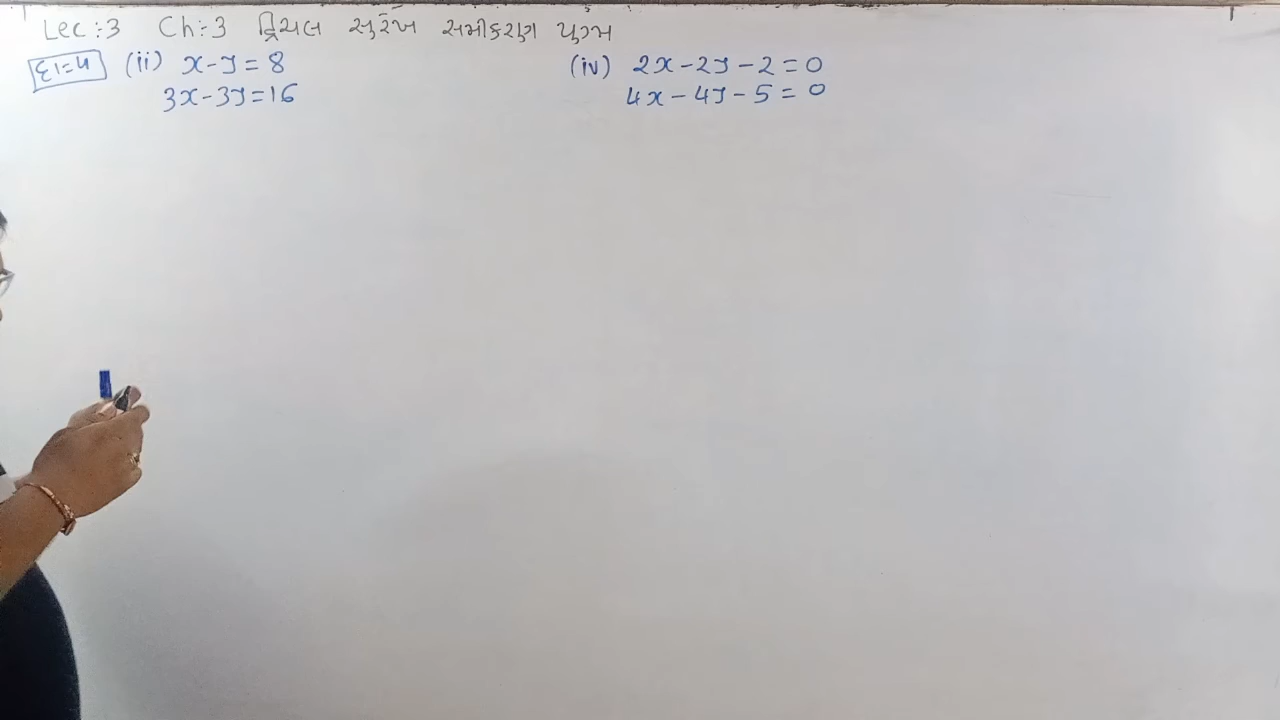 Lec:3 Ch:3 દ્વિચલ સુરેખ સમીકરણ યુગ્મ
દા=4 (ii) x-y=8
3x-3y=16
(iv) 2x-2y-2=0
4x-4y-5=0